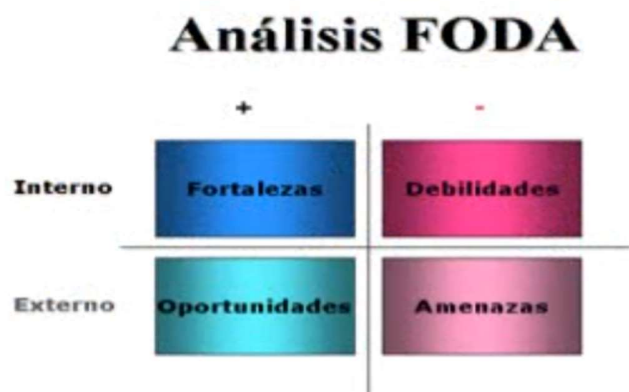 Análisis FODA
+ -
Interno Fortalezas Debilidades
Externo Oportunidades Amenazas